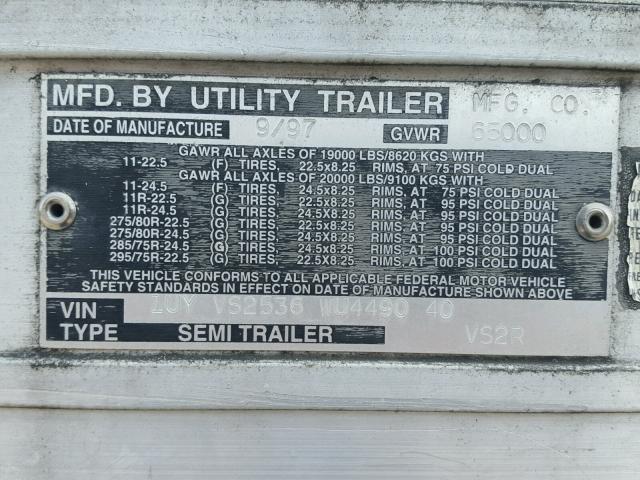 MFD. BY UTILITY TRAILER MFG. CO.
DATE OF MANUFACTURE 9/97 GVWR 65000
GAWR ALL AXLES OF 19000 LBS/8620 KGS WITH
11-22.5 (F) TIRES, 22.5x8.25 RIMS, AT 75 PSI COLD DUAL
GAWR ALL AXLES OF 20000 LBS/9100 KGS WITH
11-24.5 (F) TIRES, 24.5x8.25 RIMS, AT 75 PSI COLD DUAL
11R-22.5 (G) TIRES, 22.5x8.25 RIMS, AT 95 PSI COLD DUAL
11R-24.5 (G) TIRES, 24.5x8.25 RIMS, AT 95 PSI COLD DUAL
275/80R-22.5 (G) TIRES, 22.5x8.25 RIMS, AT 95 PSI COLD DUAL
275/80R-24.5 (G) TIRES, 24.5x8.25 RIMS, AT 95 PSI COLD DUAL
285/75R-24.5 (G) TIRES, 24.5x8.25 RIMS, AT 100 PSI COLD DUAL
295/75R-22.5 (G) TIRES, 22.5x8.25 RIMS, AT 100 PSI COLD DUAL
THIS VEHICLE CONFORMS TO ALL APPLICABLE FEDERAL MOTOR VEHICLE
SAFETY STANDARDS IN EFFECT ON DATE OF MANUFACTURE SHOWN ABOVE
VIN 1UY VS2536 WU4490 40
TYPE SEMI TRAILER VS2R